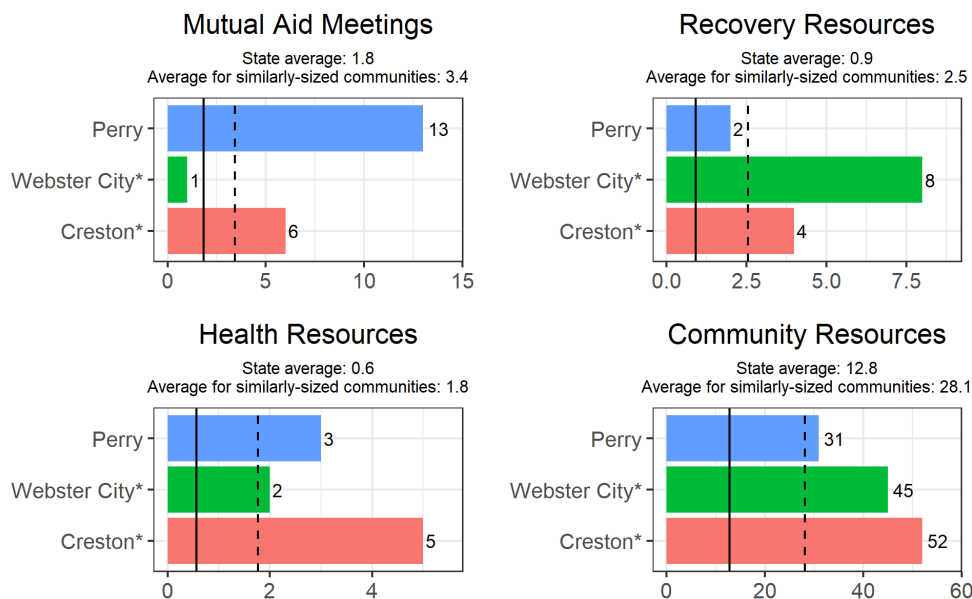 Mutual Aid Meetings
State average: 1.8
Average for similarly-sized communities: 3.4
Perry
13
Webster City*
1
Creston*
6
0 5 10 15
Recovery Resources
State average: 0.9
Average for similarly-sized communities: 2.5
Perry
2
Webster City*
8
Creston*
4
0.0 2.5 5.0 7.5
Health Resources
State average: 0.6
Average for similarly-sized communities: 1.8
Perry
3
Webster City*
2
Creston*
5
0 2 4
Community Resources
State average: 12.8
Average for similarly-sized communities: 28.1
Perry
31
Webster City*
45
Creston*
52
0 20 40 60